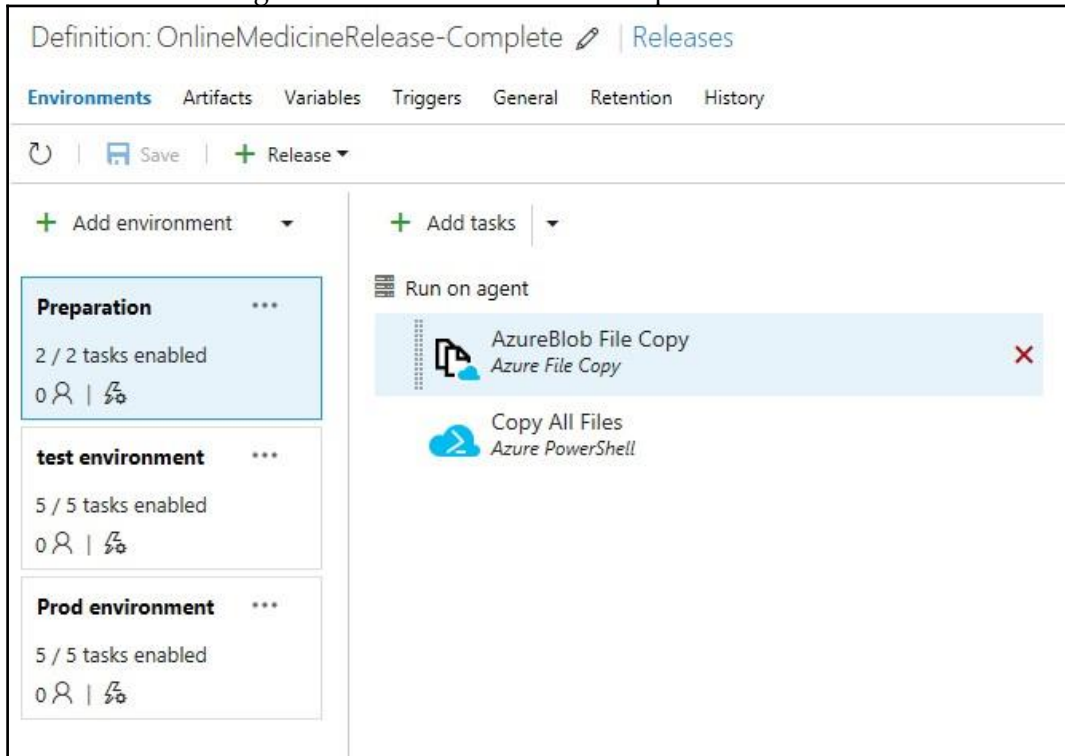 Definition: OnlineMedicineRelease-Complete | Releases
Environments Artifacts Variables Triggers General Retention History
Save | + Release
+ Add environment
+ Add tasks
Run on agent
Preparation ...
2 / 2 tasks enabled
0 |
AzureBlob File Copy
Azure File Copy
Copy All Files
Azure PowerShell
test environment ...
5 / 5 tasks enabled
0 |
Prod environment ...
5 / 5 tasks enabled
0 |